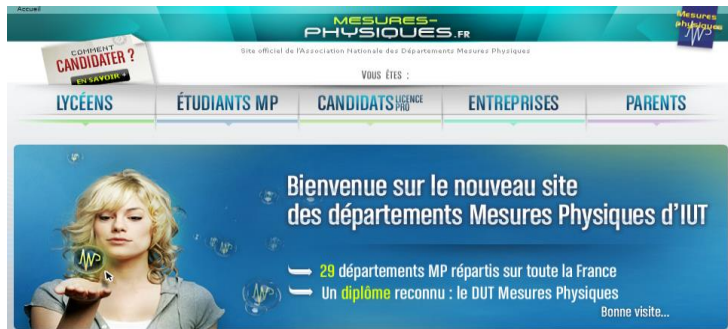 Accueil
MESURES-
PHYSIQUES.FR
Mesures
physiques
COMMENT
CANDIDATER ?
EN SAVOIR +
Site officiel de l'Association Nationale des Départements Mesures Physiques
VOUS ÊTES :
LYCÉENS
ÉTUDIANTS MP
CANDIDATS LICENCE PRO
ENTREPRISES
PARENTS
Bienvenue sur le nouveau site
des départements Mesures Physiques d'IUT
29 départements MP répartis sur toute la France
Un diplôme reconnu : le DUT Mesures Physiques
Bonne visite...